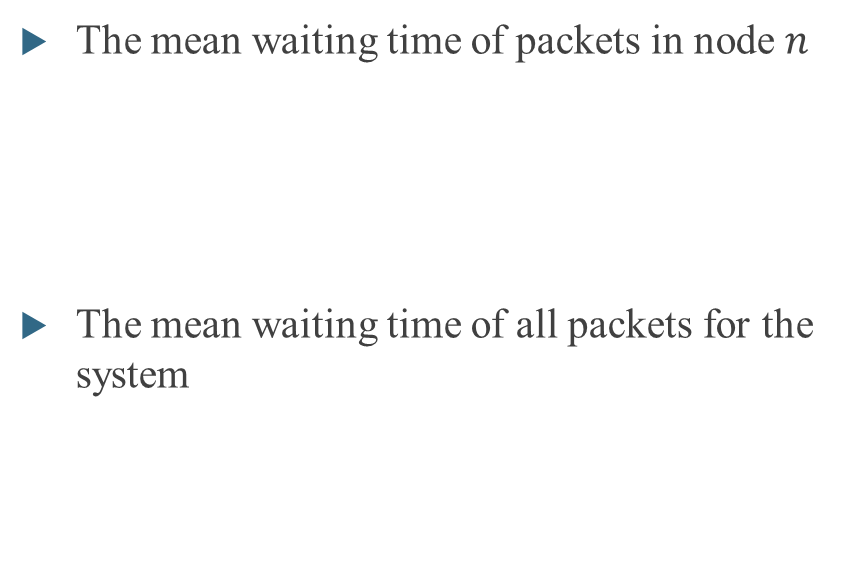 The mean waiting time of packets in node n
The mean waiting time of all packets for the
system